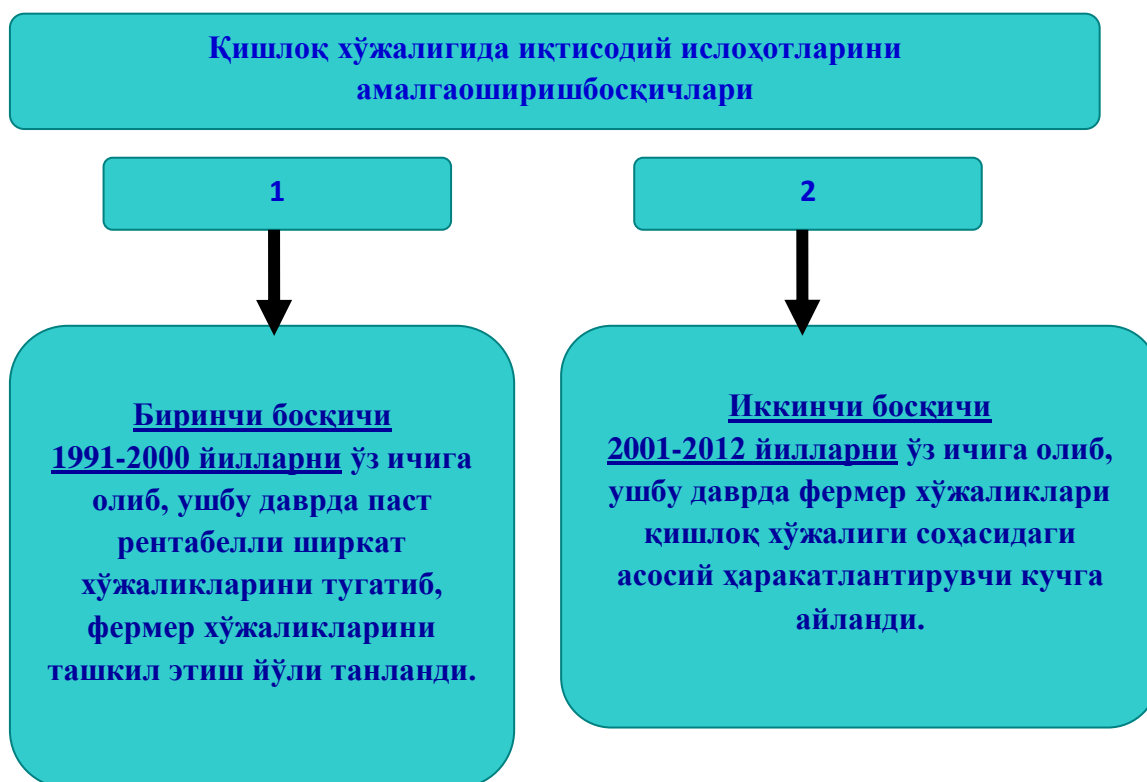 Қишлоқ хўжалигида иқтисодий ислоҳотларини
амалгаоширишбосқичлари
1
2
Биринчи босқичи
1991-2000 йилларни ўз ичига
олиб, ушбу даврда паст
рентабелли ширкат
хўжаликларини тугатиб,
фермер хўжаликларини
ташкил этиш йўли танланди.
Иккинчи босқичи
2001-2012 йилларни ўз ичига олиб,
ушбу даврда фермер хўжаликлари
қишлоқ хўжалиги соҳасидаги
асосий ҳаракатлантирувчи кучга
айланди.